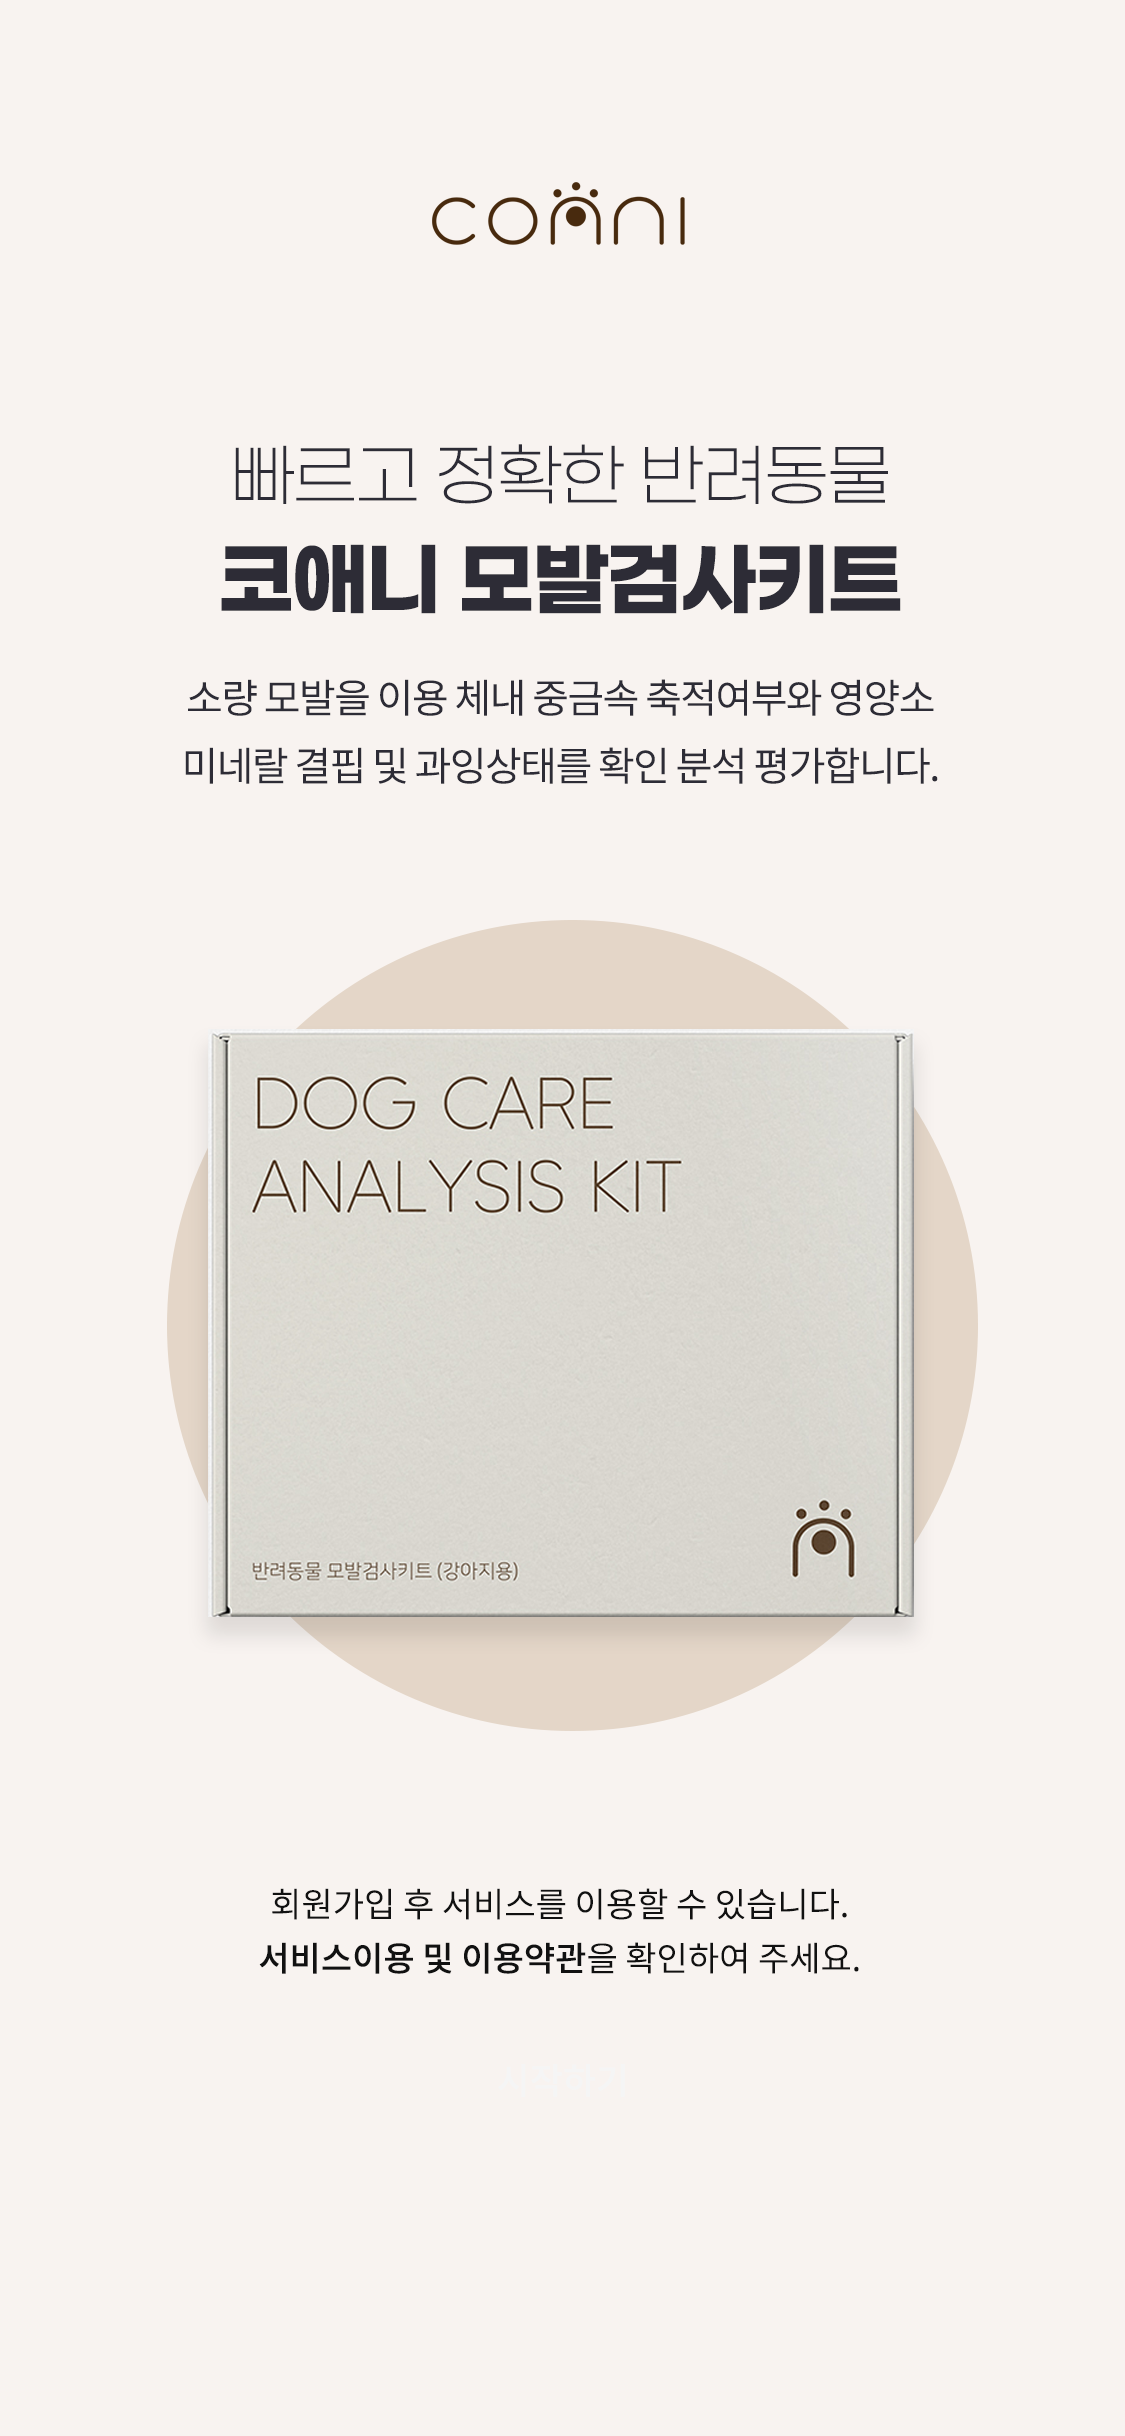 COANI
빠르고 정확한 반려동물
코애니 모발검사키트
소량 모발을 이용 체내 중금속 축적여부와 영양소
미네랄 결핍 및 과잉상태를 확인 분석 평가합니다.
DOG CARE
ANALYSIS KIT
반려동물 모발검사키트 (강아지용)
회원가입 후 서비스를 이용할 수 있습니다.
서비스이용 및 이용약관을 확인하여 주세요.